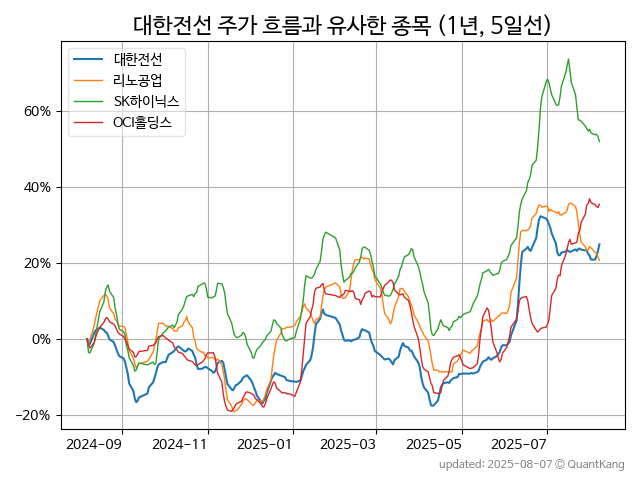 대한전선 주가 흐름과 유사한 종목 (1년, 5일선)
대한전선
리노공업
SK하이닉스
OCI홀딩스
60%
40%
20%
0%
−20%
2024-09
2024-11
2025-01
2025-03
2025-05
2025-07
updated: 2025-08-07 © QuantKang